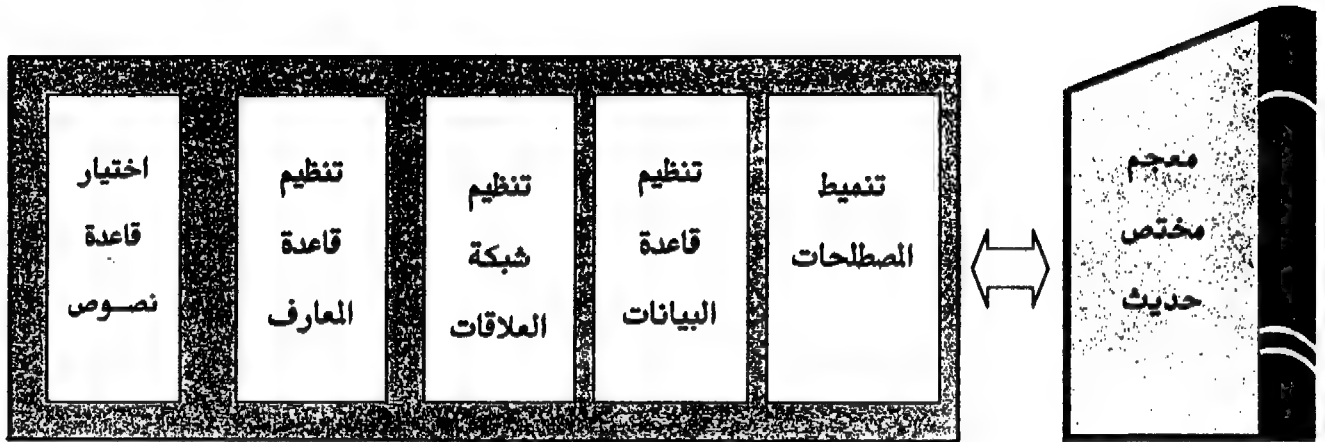 معجم
مختص
حديث
تنميط
المصطلحات
تنظيم
قاعدة
البيانات
تنظيم
شبكة
العلاقات
تنظيم
قاعدة
المعارف
اختيار
قاعدة
نصوص